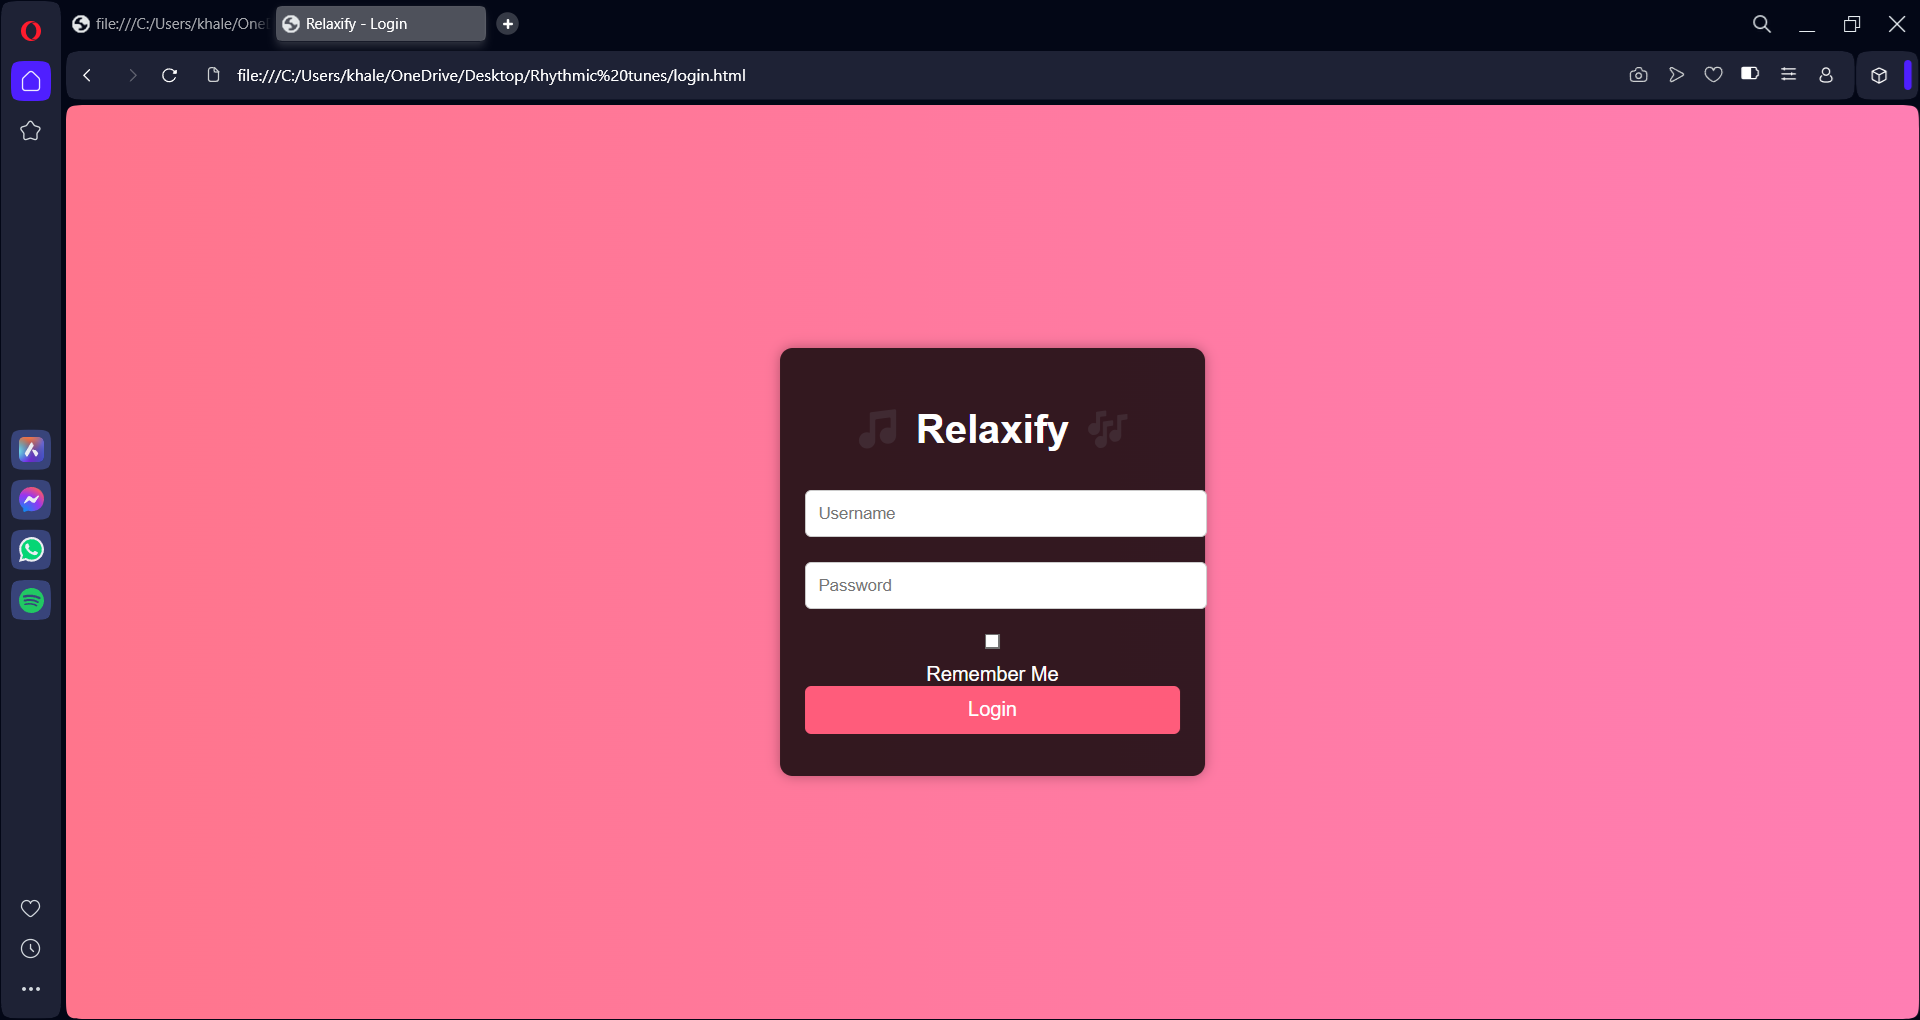 file:///C:/Users/khale/One
Relaxify - Login
file:///C:/Users/khale/OneDrive/Desktop/Rhythmic%20tunes/login.html
Relaxify
Username
Password
Remember Me
Login